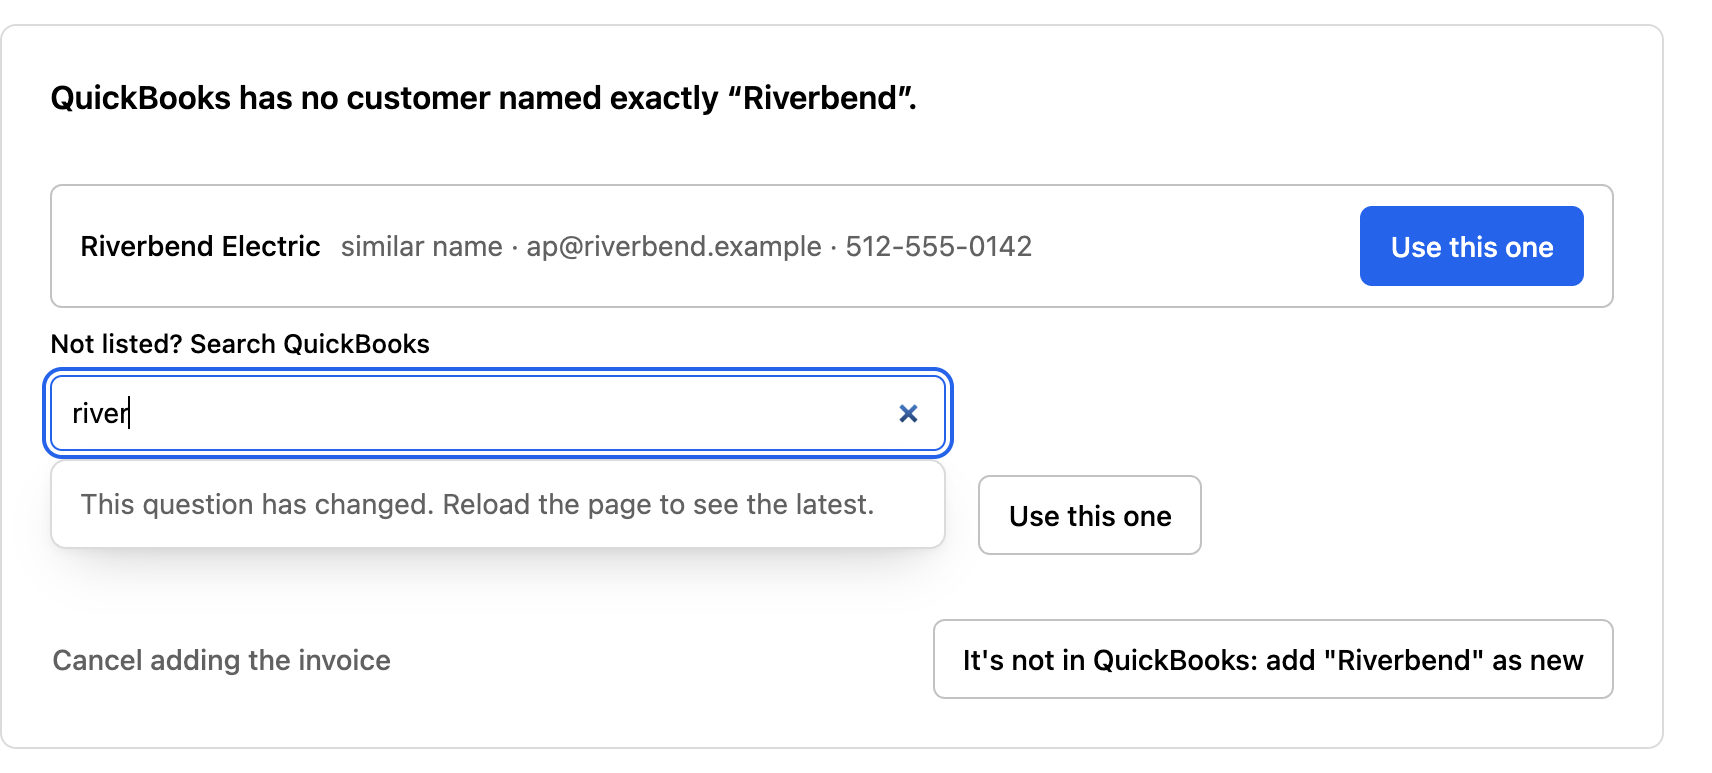 QuickBooks has no customer named exactly “Riverbend”.
Riverbend Electric similar name · ap@riverbend.example · 512-555-0142
Use this one
Not listed? Search QuickBooks
river
This question has changed. Reload the page to see the latest.
Use this one
Cancel adding the invoice
It's not in QuickBooks: add "Riverbend" as new